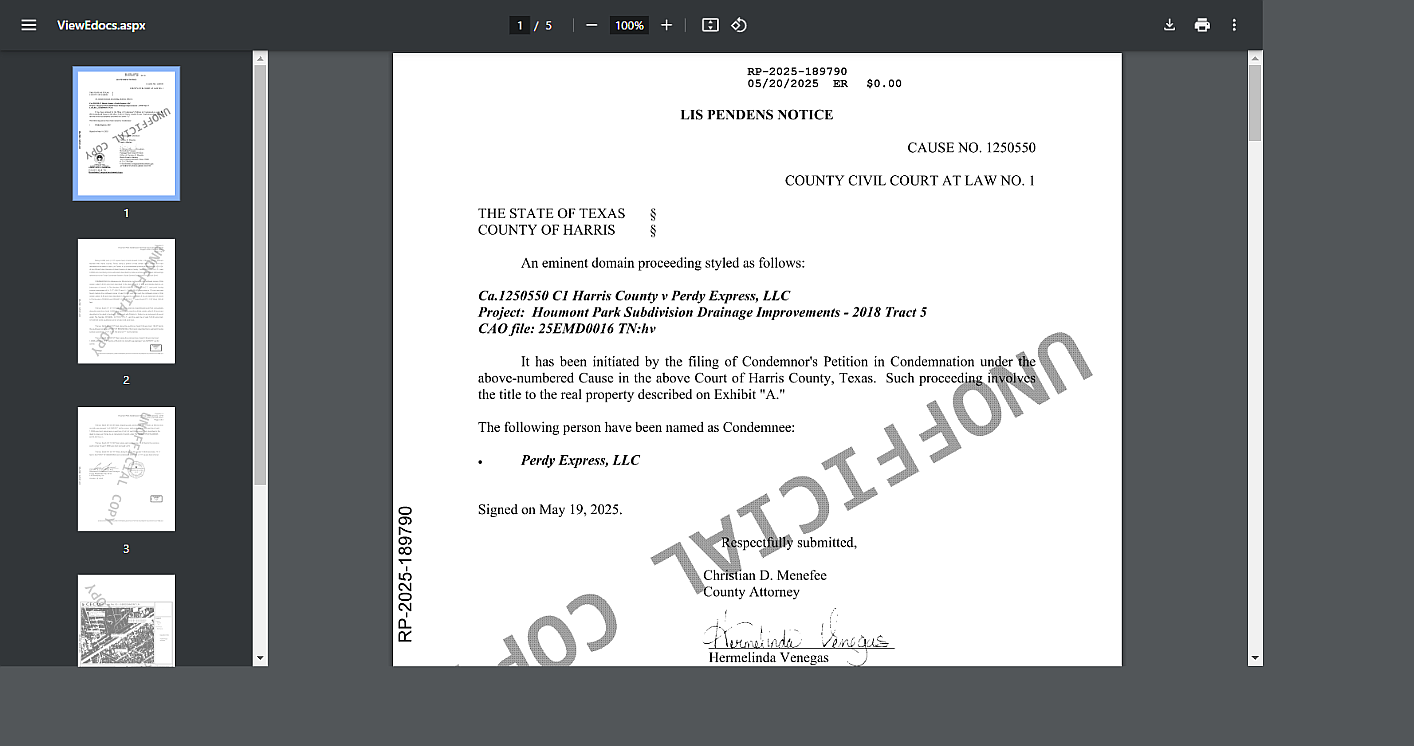 ViewEdocs.aspx
1 / 5
100%
RP-2025-189790
05/20/2025 ER $0.00
LIS PENDENS NOTICE
CAUSE NO. 1250550
COUNTY CIVIL COURT AT LAW NO. 1
THE STATE OF TEXAS §
COUNTY OF HARRIS §
An eminent domain proceeding styled as follows:
Ca.1250550 C1 Harris County v Perdy Express, LLC
Project: Houmont Park Subdivision Drainage Improvements - 2018 Tract 5
CAO file: 25EMD0016 TN:hv
It has been initiated by the filing of Condemnor's Petition in Condemnation under the
above-numbered Cause in the above Court of Harris County, Texas. Such proceeding involves
the title to the real property described on Exhibit "A."
The following person have been named as Condemnee:
• Perdy Express, LLC
Signed on May 19, 2025.
Respectfully submitted,
Christian D. Menefee
County Attorney
Hermelinda Venegas
Hermelinda Venegas
RP-2025-189790
UNOFFICIAL COPY
1
UNOFFICIAL COPY
2
UNOFFICIAL COPY
3
UNOFFICIAL COPY
COPY